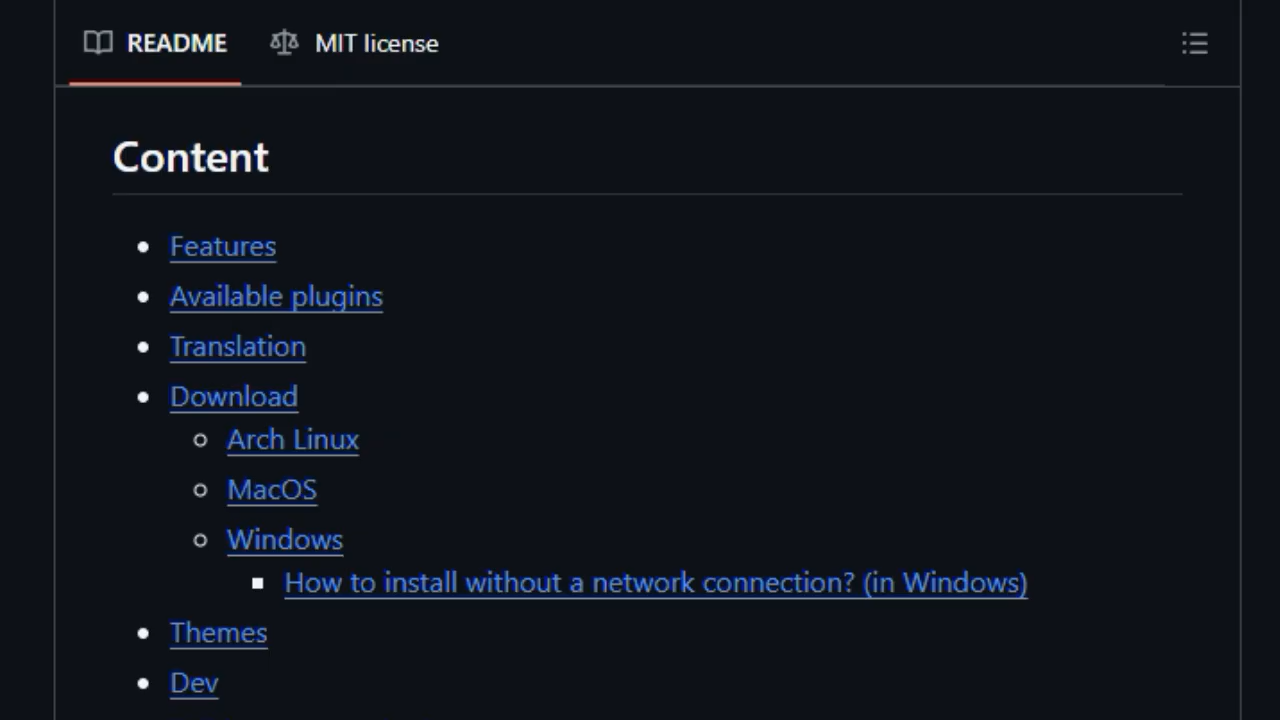 README MIT license
Content
Features
Available plugins
Translation
Download
Arch Linux
MacOS
Windows
How to install without a network connection? (in Windows)
Themes
Dev